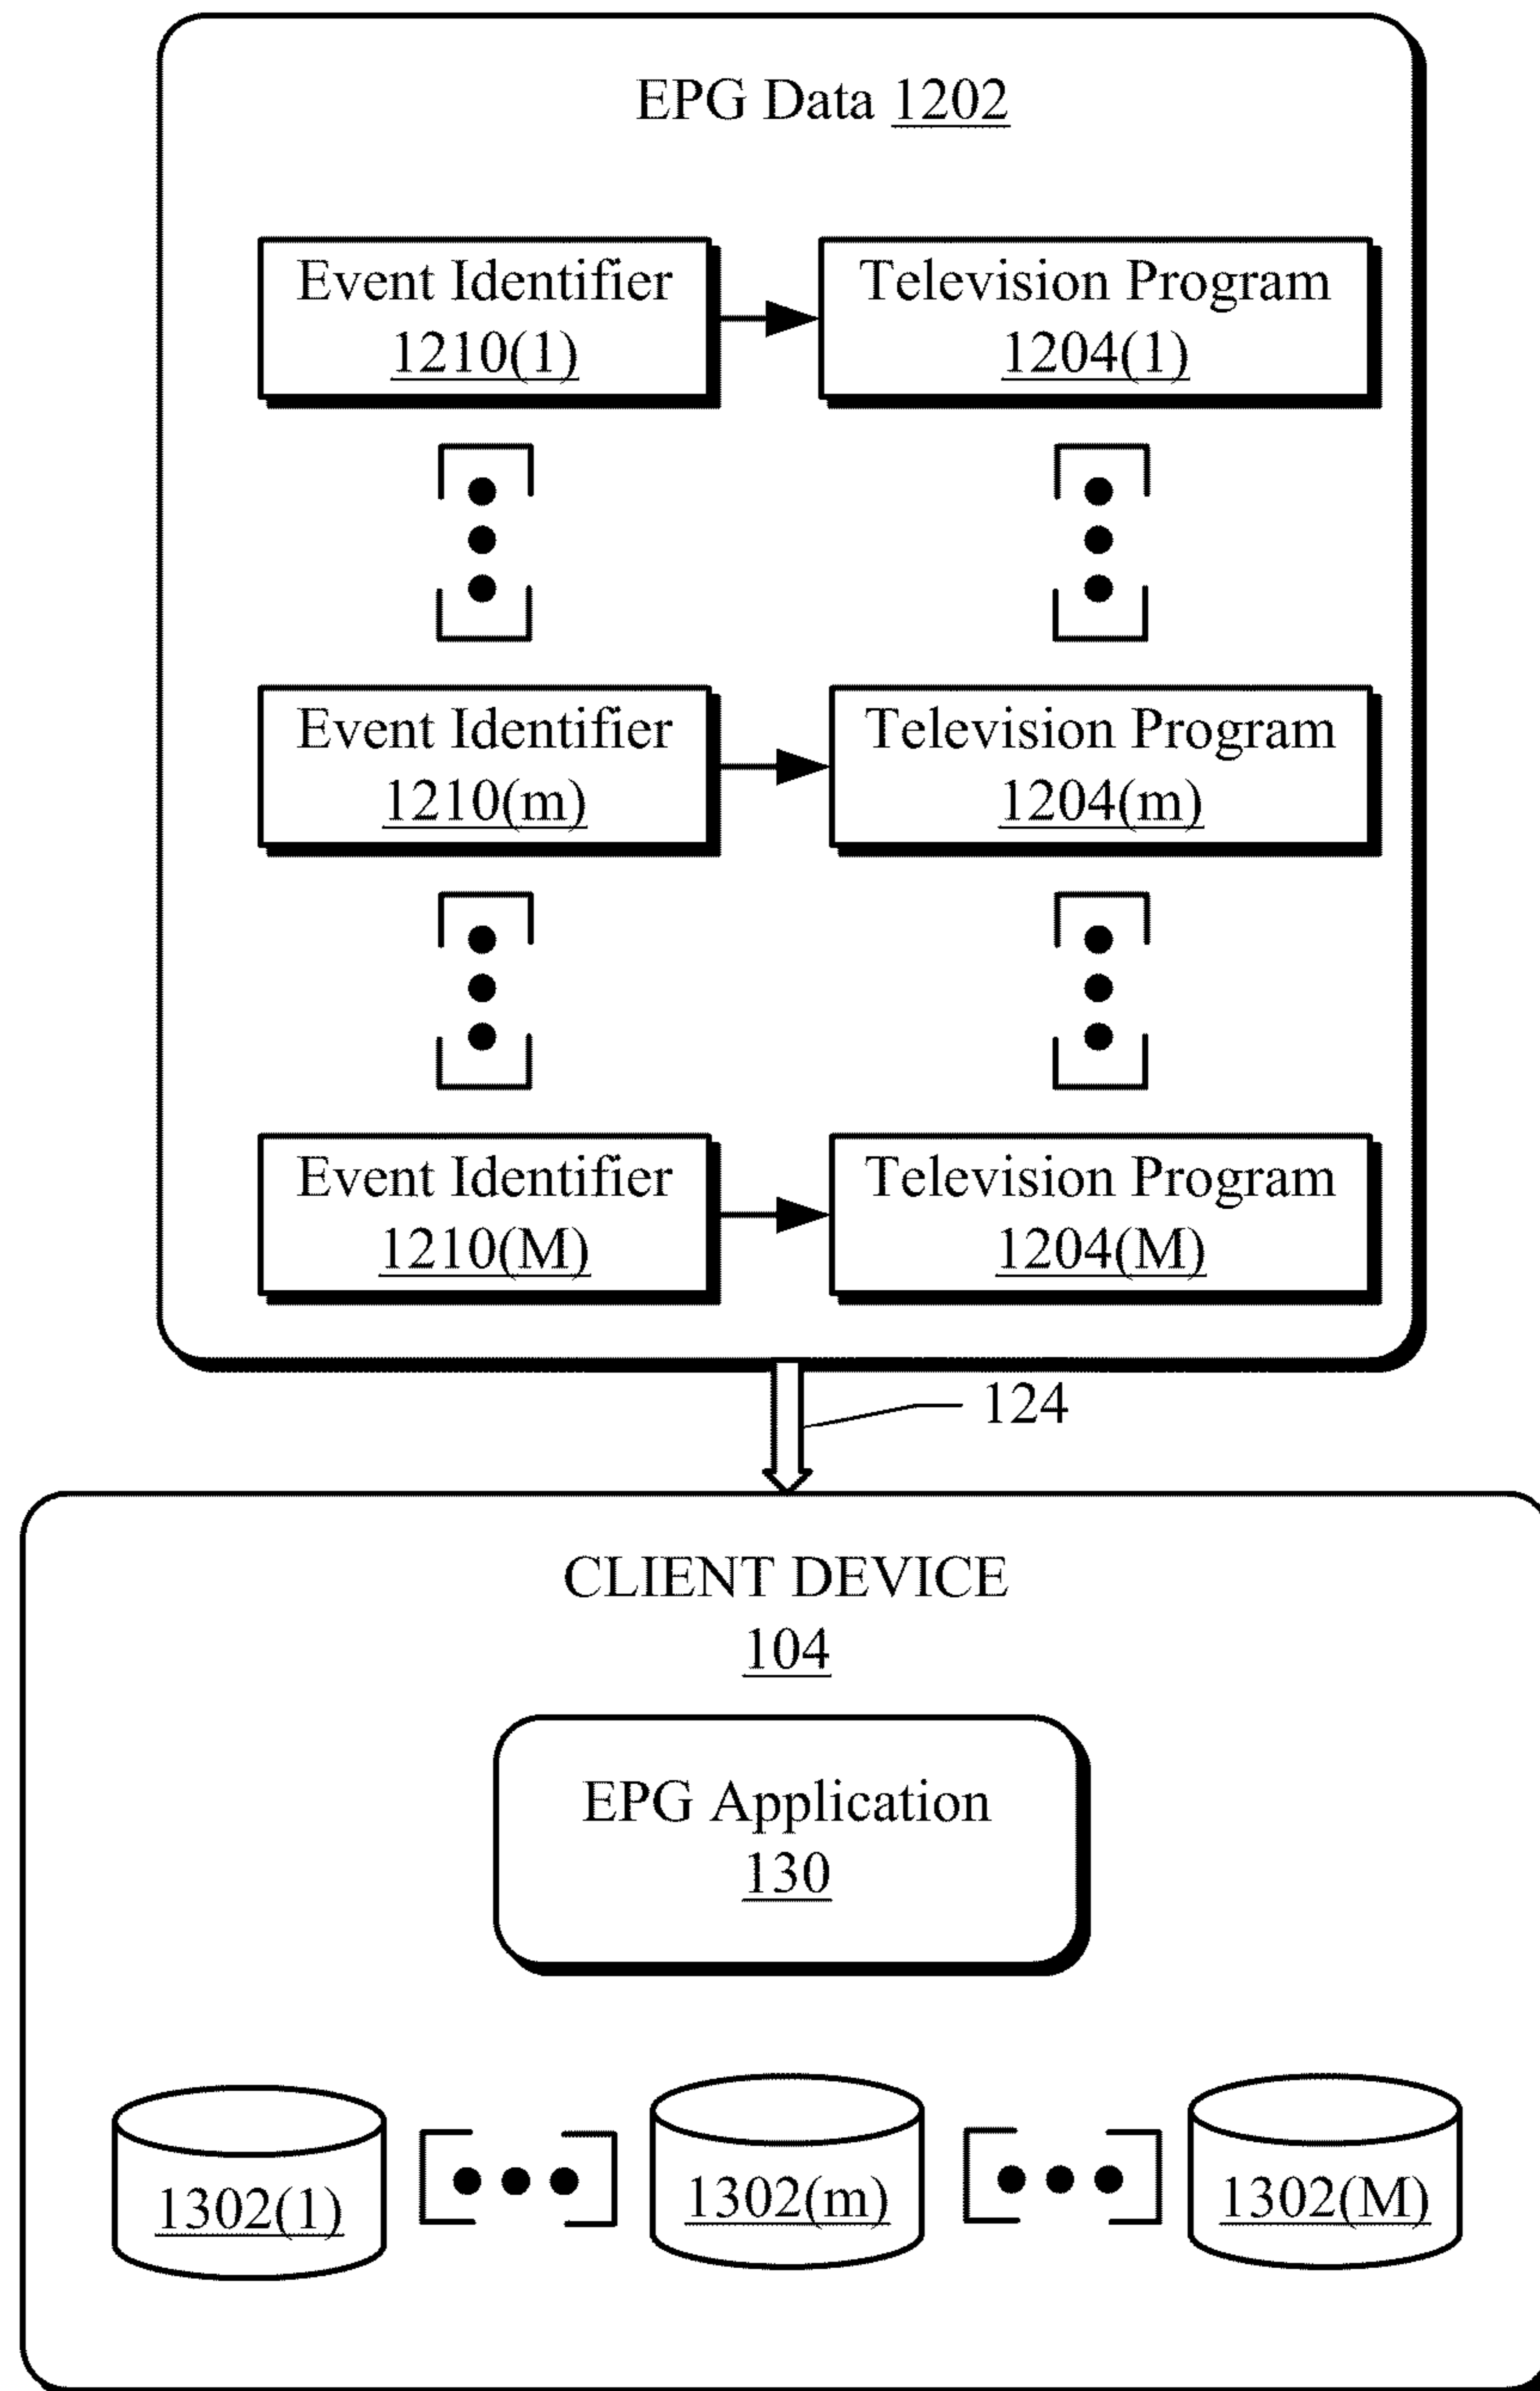 EPG Data 1202
Event Identifier
1210(1)
Television Program
1204(1)
Event Identifier
1210(m)
Television Program
1204(m)
Event Identifier
1210(M)
Television Program
1204(M)
124
CLIENT DEVICE
104
EPG Application
130
1302(1)
1302(m)
1302(M)